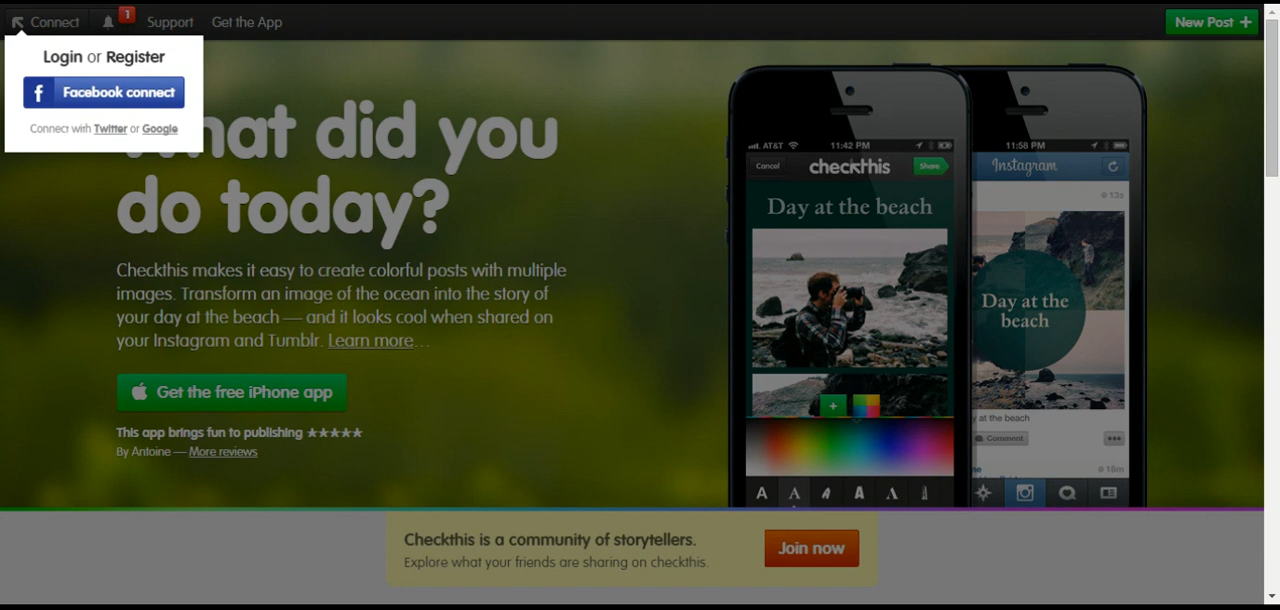 Connect
1
Support
Get the App
New Post +
Login or Register
f Facebook connect
Connect with Twitter or Google
hat did you
do today?
Checkthis makes it easy to create colorful posts with multiple
images. Transform an image of the ocean into the story of
your day at the beach — and it looks cool when shared on
your Instagram and Tumblr. Learn more…
Get the free iPhone app
This app brings fun to publishing ★★★★★
By Antoine — More reviews
AT&T 11:42 PM
Cancel checkthis Share
Day at the beach
+
A A A A A
11:58 PM
Instagram
13s
Day at the
beach
y at the beach
Comment
18m
Checkthis is a community of storytellers.
Explore what your friends are sharing on checkthis.
Join now